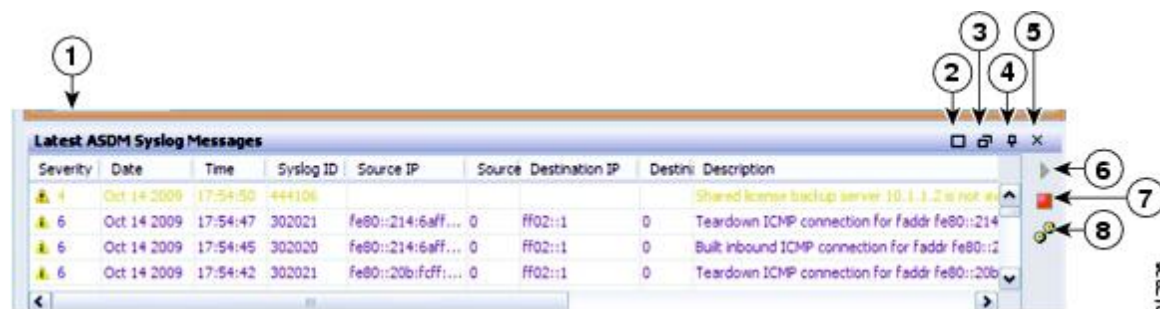 3 5
1 2 4
Latest ASDM Syslog Messages
Severity Date Time Syslog ID Source IP Source Destination IP Destin Description
4 Oct 14 2009 17:54:50 444106 Shared license backup server 10.1.1.2 is not
6 Oct 14 2009 17:54:47 302021 fe80::214:6aff... 0 ff02::1 0 Teardown ICMP connection for faddr fe80::214
6 Oct 14 2009 17:54:45 302020 fe80::214:6aff... 0 ff02::1 0 Built inbound ICMP connection for faddr fe80::2
6 Oct 14 2009 17:54:42 302021 fe80::20b:fcff:... 0 ff02::1 0 Teardown ICMP connection for faddr fe80::20b
6
7
8